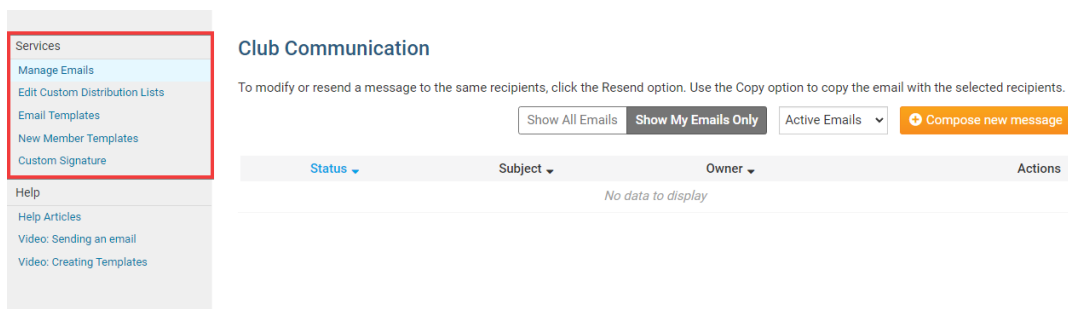 Services
Manage Emails
Edit Custom Distribution Lists
Email Templates
New Member Templates
Custom Signature
Help
Help Articles
Video: Sending an email
Video: Creating Templates
Club Communication
To modify or resend a message to the same recipients, click the Resend option. Use the Copy option to copy the email with the selected recipients.
Show All Emails Show My Emails Only Active Emails Compose new message
Status Subject Owner Actions
No data to display